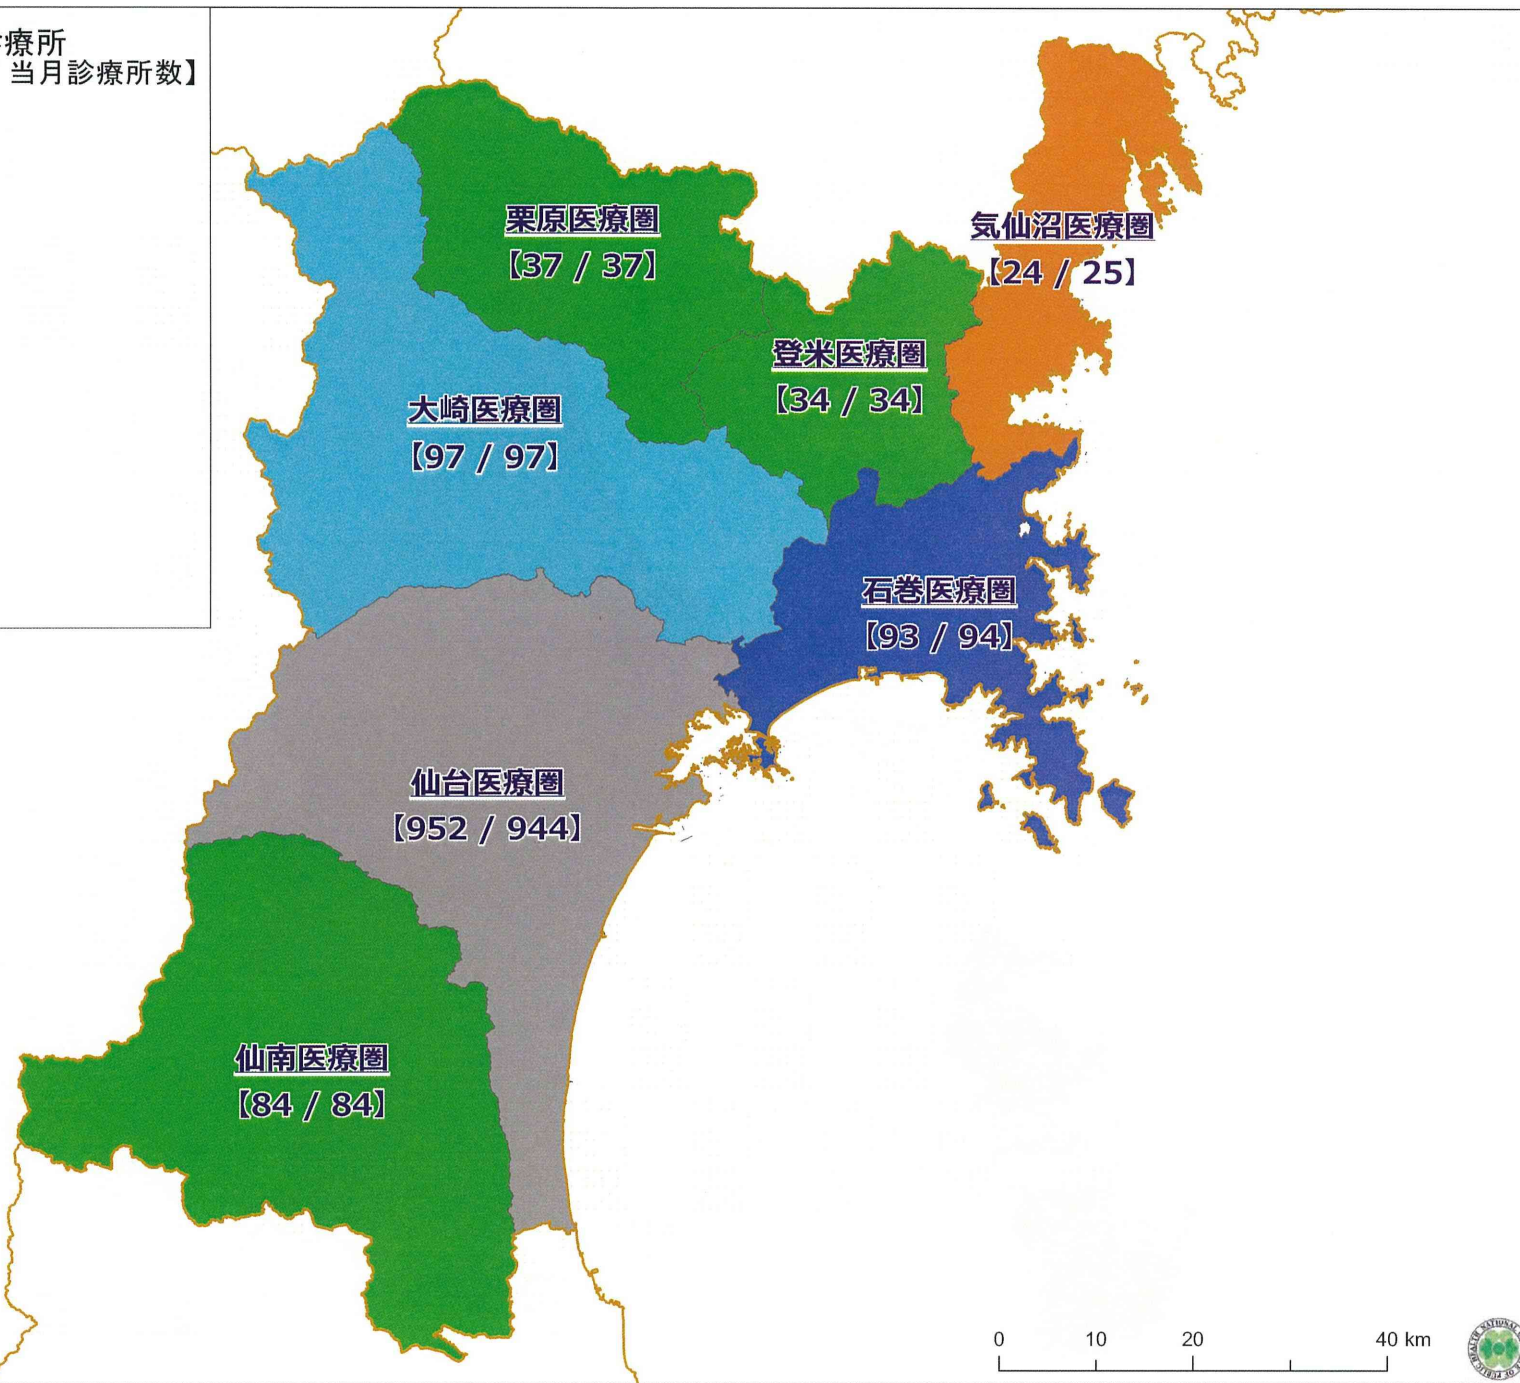 療所
当月診療所数】
栗原医療圏
【37 / 37】
気仙沼医療圏
【24 / 25】
登米医療圏
【34 / 34】
大崎医療圏
【97 / 97】
石巻医療圏
【93 / 94】
仙台医療圏
【952 / 944】
仙南医療圏
【84 / 84】
0 10 20 40 km